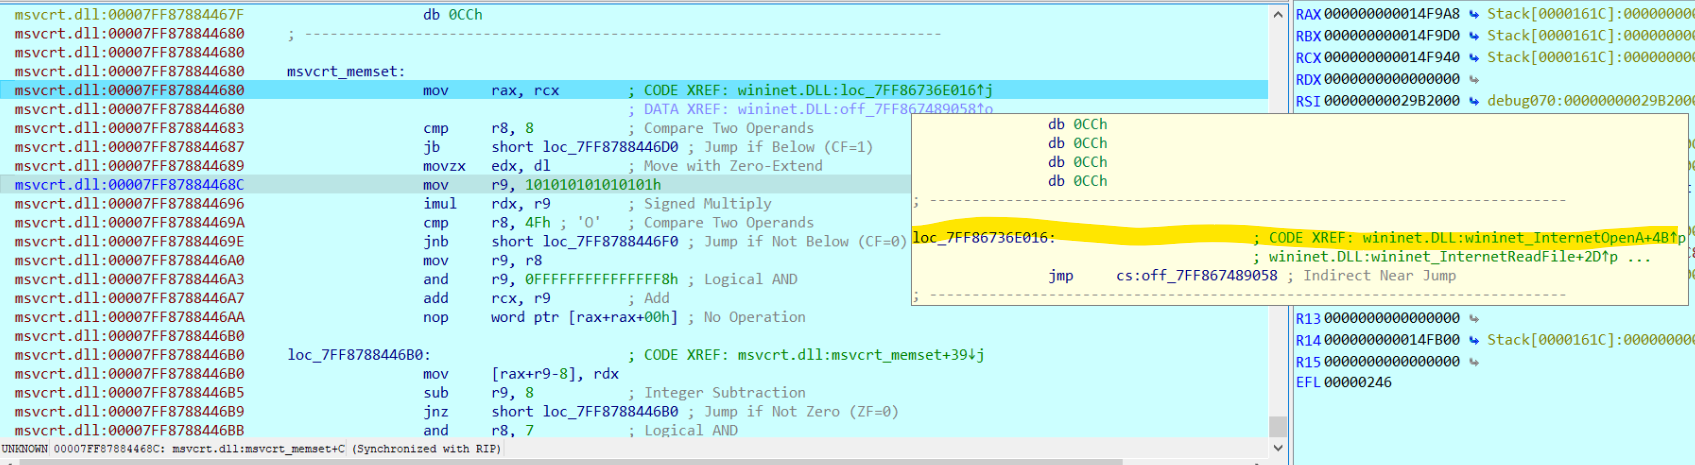 msvcrt.dll:00007FF87884467F db 0CCh
msvcrt.dll:00007FF878844680 ; ---------------------------------------------------------------------------
msvcrt.dll:00007FF878844680
msvcrt.dll:00007FF878844680 msvcrt_memset:
msvcrt.dll:00007FF878844680 mov rax, rcx ; CODE XREF: wininet.DLL:loc_7FF86736E016↑j
msvcrt.dll:00007FF878844680 ; DATA XREF: wininet.DLL:off_7FF867489058↑o
msvcrt.dll:00007FF878844683 cmp r8, 8 ; Compare Two Operands
msvcrt.dll:00007FF878844687 jb short loc_7FF8788446D0 ; Jump if Below (CF=1)
msvcrt.dll:00007FF878844689 movzx edx, dl ; Move with Zero-Extend
msvcrt.dll:00007FF87884468C mov r9, 101010101010101h
msvcrt.dll:00007FF878844696 imul rdx, r9 ; Signed Multiply
msvcrt.dll:00007FF87884469A cmp r8, 4Fh ; 'O' ; Compare Two Operands
msvcrt.dll:00007FF87884469E jnb short loc_7FF8788446F0 ; Jump if Not Below (CF=0)
msvcrt.dll:00007FF8788446A0 mov r9, r8
msvcrt.dll:00007FF8788446A3 and r9, 0FFFFFFFFFFFFFFF8h ; Logical AND
msvcrt.dll:00007FF8788446A7 add rcx, r9 ; Add
msvcrt.dll:00007FF8788446AA nop word ptr [rax+rax+00h] ; No Operation
msvcrt.dll:00007FF8788446B0
msvcrt.dll:00007FF8788446B0 loc_7FF8788446B0: ; CODE XREF: msvcrt.dll:msvcrt_memset+39↓j
msvcrt.dll:00007FF8788446B0 mov [rax+r9-8], rdx
msvcrt.dll:00007FF8788446B5 sub r9, 8 ; Integer Subtraction
msvcrt.dll:00007FF8788446B9 jnz short loc_7FF8788446B0 ; Jump if Not Zero (ZF=0)
msvcrt.dll:00007FF8788446BB and r8, 7 ; Logical AND
UNKNOWN 00007FF87884468C: msvcrt.dll:msvcrt_memset+C (Synchronized with RIP)
db 0CCh
db 0CCh
db 0CCh
db 0CCh
; ---------------------------------------------------------------------------
loc_7FF86736E016: ; CODE XREF: wininet.DLL:wininet_InternetOpenA+4B↑p
; wininet.DLL:wininet_InternetReadFile+2D↑p ...
jmp cs:off_7FF867489058 ; Indirect Near Jump
; ---------------------------------------------------------------------------
RAX 000000000014F9A8 Stack[0000161C]:000000000
RBX 000000000014F9D0 Stack[0000161C]:000000000
RCX 000000000014F940 Stack[0000161C]:000000000
RDX 0000000000000000
RSI 00000000029B2000 debug070:00000000029B2000
R13 0000000000000000
R14 000000000014FB00 Stack[0000161C]:000000000
R15 0000000000000000
EFL 00000246